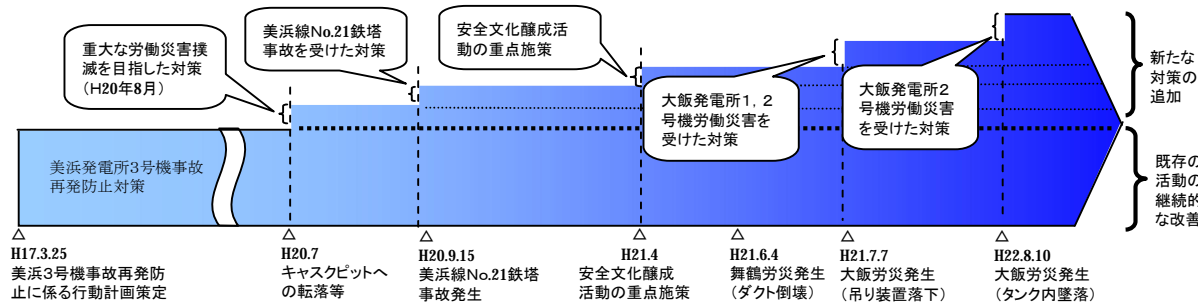 重大な労働災害撲
滅を目指した対策
(H20年8月)
美浜線No.21鉄塔
事故を受けた対策
安全文化醸成活
動の重点施策
大飯発電所1，2
号機労働災害を
受けた対策
大飯発電所2
号機労働災害
を受けた対策
新たな
対策の
追加
美浜発電所3号機事故
再発防止対策
既存の
活動の
継続的
な改善
H17.3.25
美浜3号機事故再発防
止に係る行動計画策定
H20.7
キャスクピットへ
の転落等
H20.9.15
美浜線No.21鉄塔
事故発生
H21.4
安全文化醸成
活動の重点施策
H21.6.4
舞鶴労災発生
(ダクト倒壊)
H21.7.7
大飯労災発生
(吊り装置落下)
H22.8.10
大飯労災発生
(タンク内墜落)